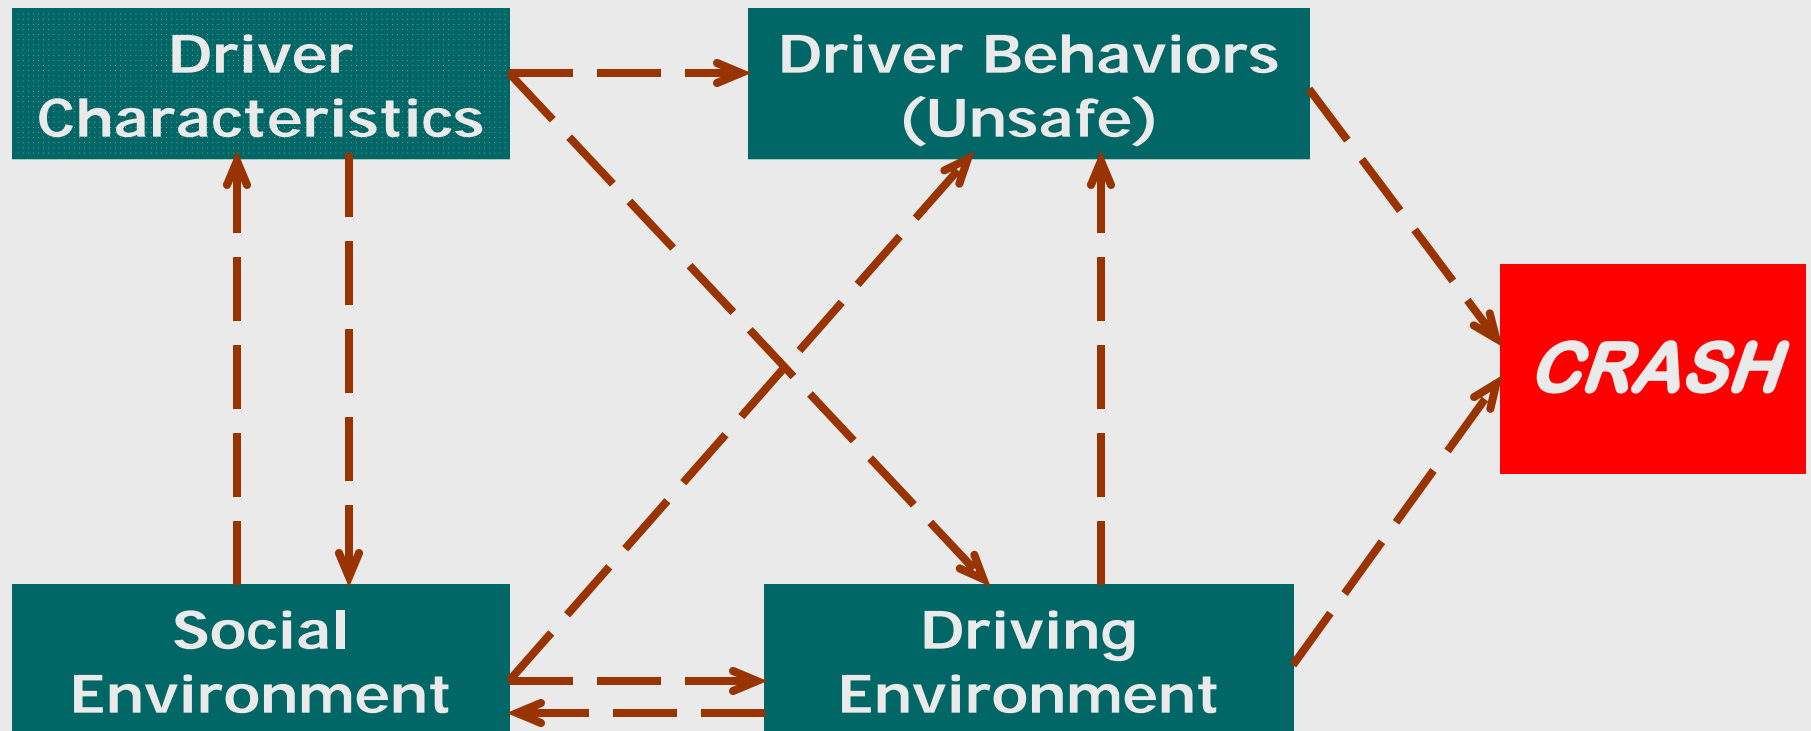 Driver
Characteristics
Driver Behaviors
(Unsafe)
CRASH
Social
Environment
Driving
Environment